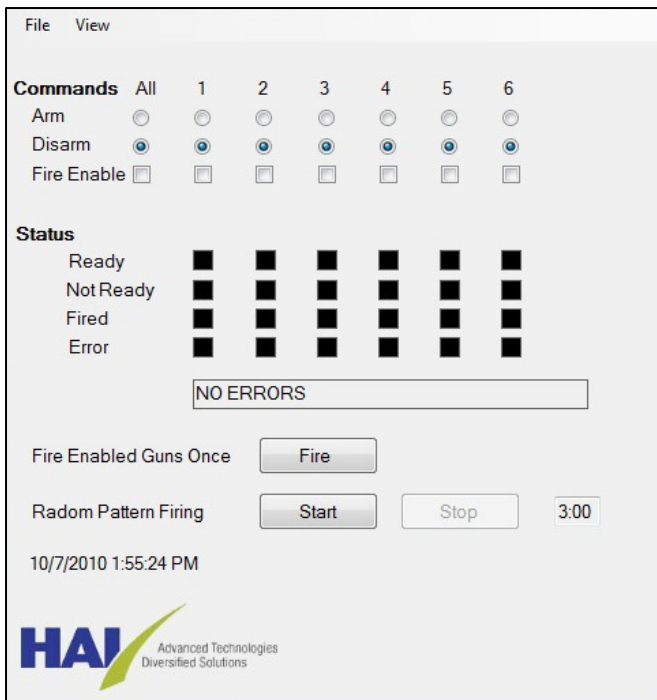 File View
Commands All 1 2 3 4 5 6
Arm
Disarm
Fire Enable
Status
Ready
Not Ready
Fired
Error
NO ERRORS
Fire Enabled Guns Once Fire
Radom Pattern Firing Start Stop 3:00
10/7/2010 1:55:24 PM
HAI Advanced Technologies
Diversified Solutions